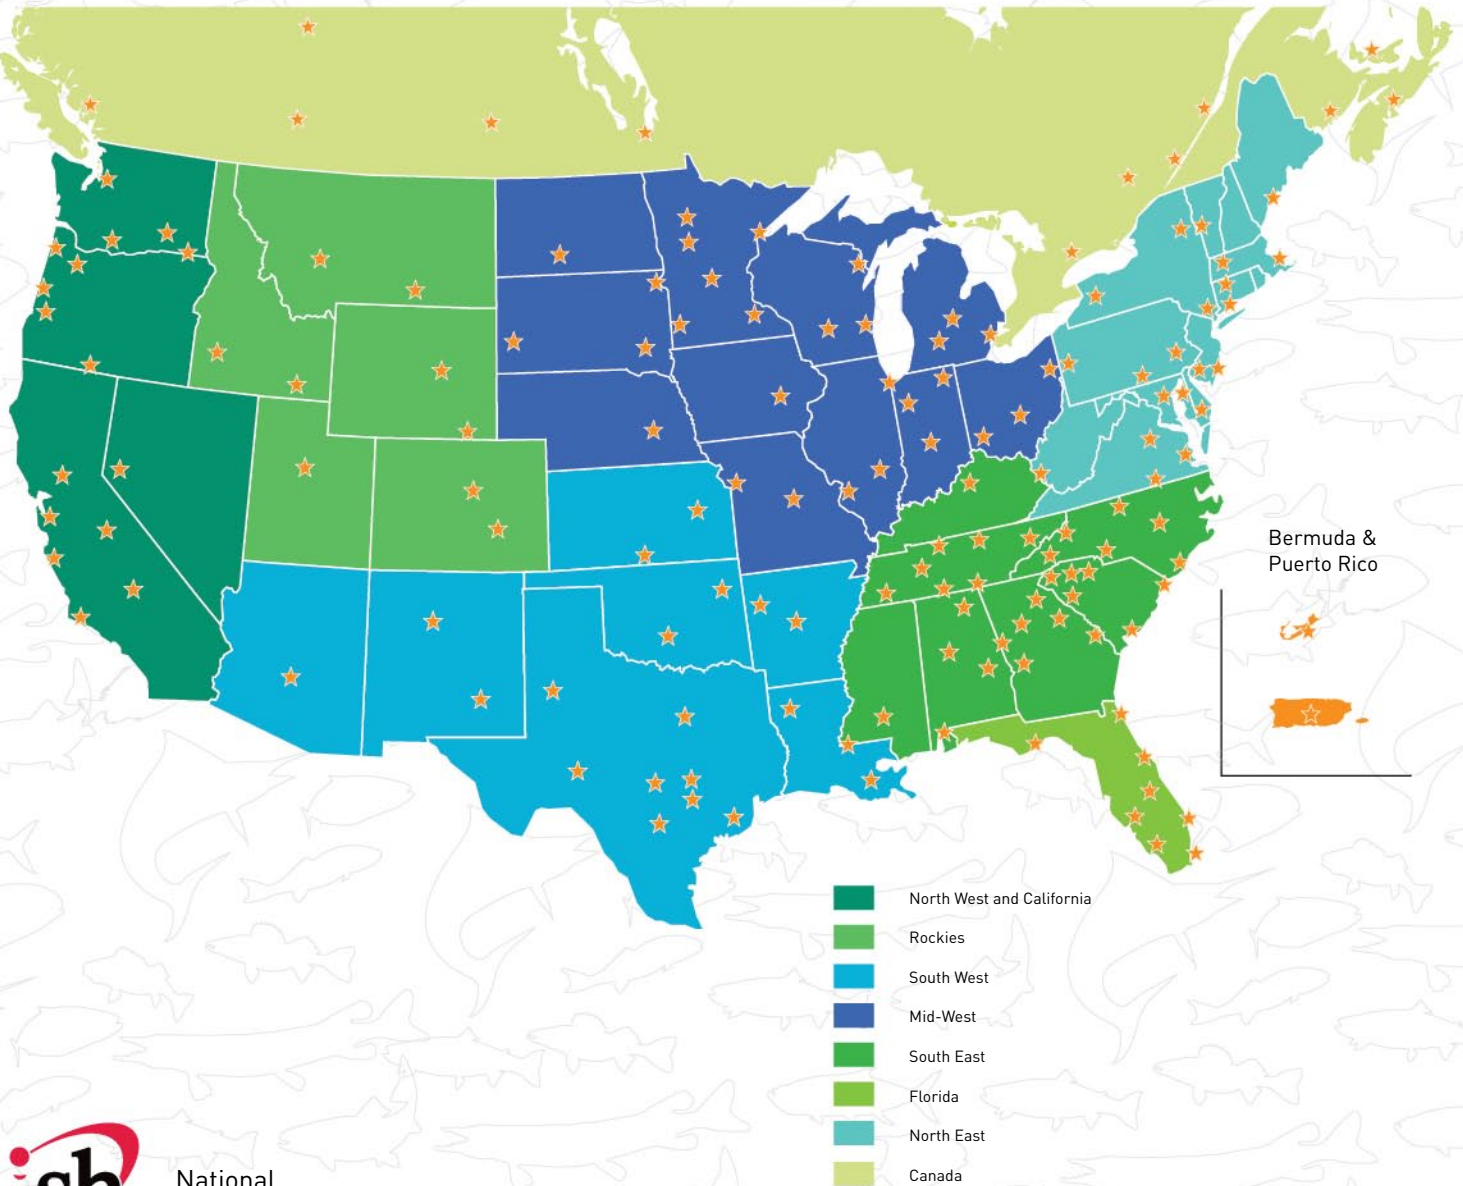 Bermuda &
Puerto Rico
North West and California
Rockies
South West
Mid-West
South East
Florida
North East
Canada
National